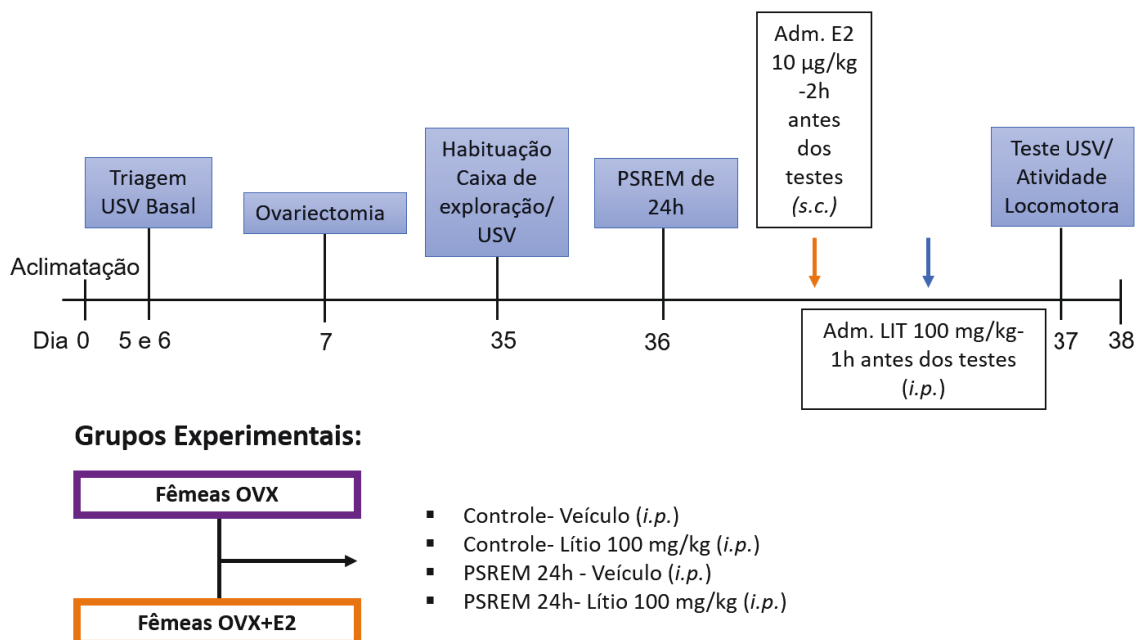 Adm. E2
10 µg/kg
-2h
antes
dos
testes
(s.c.)
Triagem
USV Basal
Ovariectomia
Habituação
Caixa de
exploração/
USV
PSREM de
24h
Teste USV/
Atividade
Locomotora
Aclimatação
Dia 0
5 e 6
7
35
36
37
38
Adm. LIT 100 mg/kg-
1h antes dos testes
(i.p.)
Grupos Experimentais:
Fêmeas OVX
Fêmeas OVX+E2
▪ Controle- Veículo (i.p.)
▪ Controle- Lítio 100 mg/kg (i.p.)
▪ PSREM 24h - Veículo (i.p.)
▪ PSREM 24h- Lítio 100 mg/kg (i.p.)